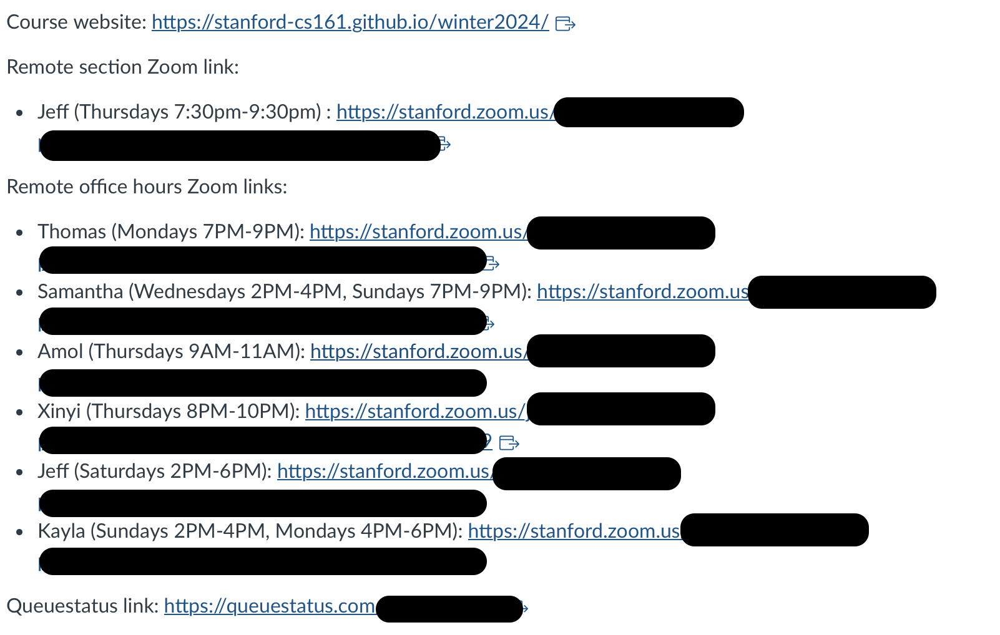 Course website: https://stanford-cs161.github.io/winter2024/
Remote section Zoom link:
Jeff (Thursdays 7:30pm-9:30pm) : https://stanford.zoom.us/
Remote office hours Zoom links:
Thomas (Mondays 7PM-9PM): https://stanford.zoom.us/
Samantha (Wednesdays 2PM-4PM, Sundays 7PM-9PM): https://stanford.zoom.us
Amol (Thursdays 9AM-11AM): https://stanford.zoom.us/
Xinyi (Thursdays 8PM-10PM): https://stanford.zoom.us/
Jeff (Saturdays 2PM-6PM): https://stanford.zoom.us/
Kayla (Sundays 2PM-4PM, Mondays 4PM-6PM): https://stanford.zoom.us
Queuestatus link: https://queuestatus.com